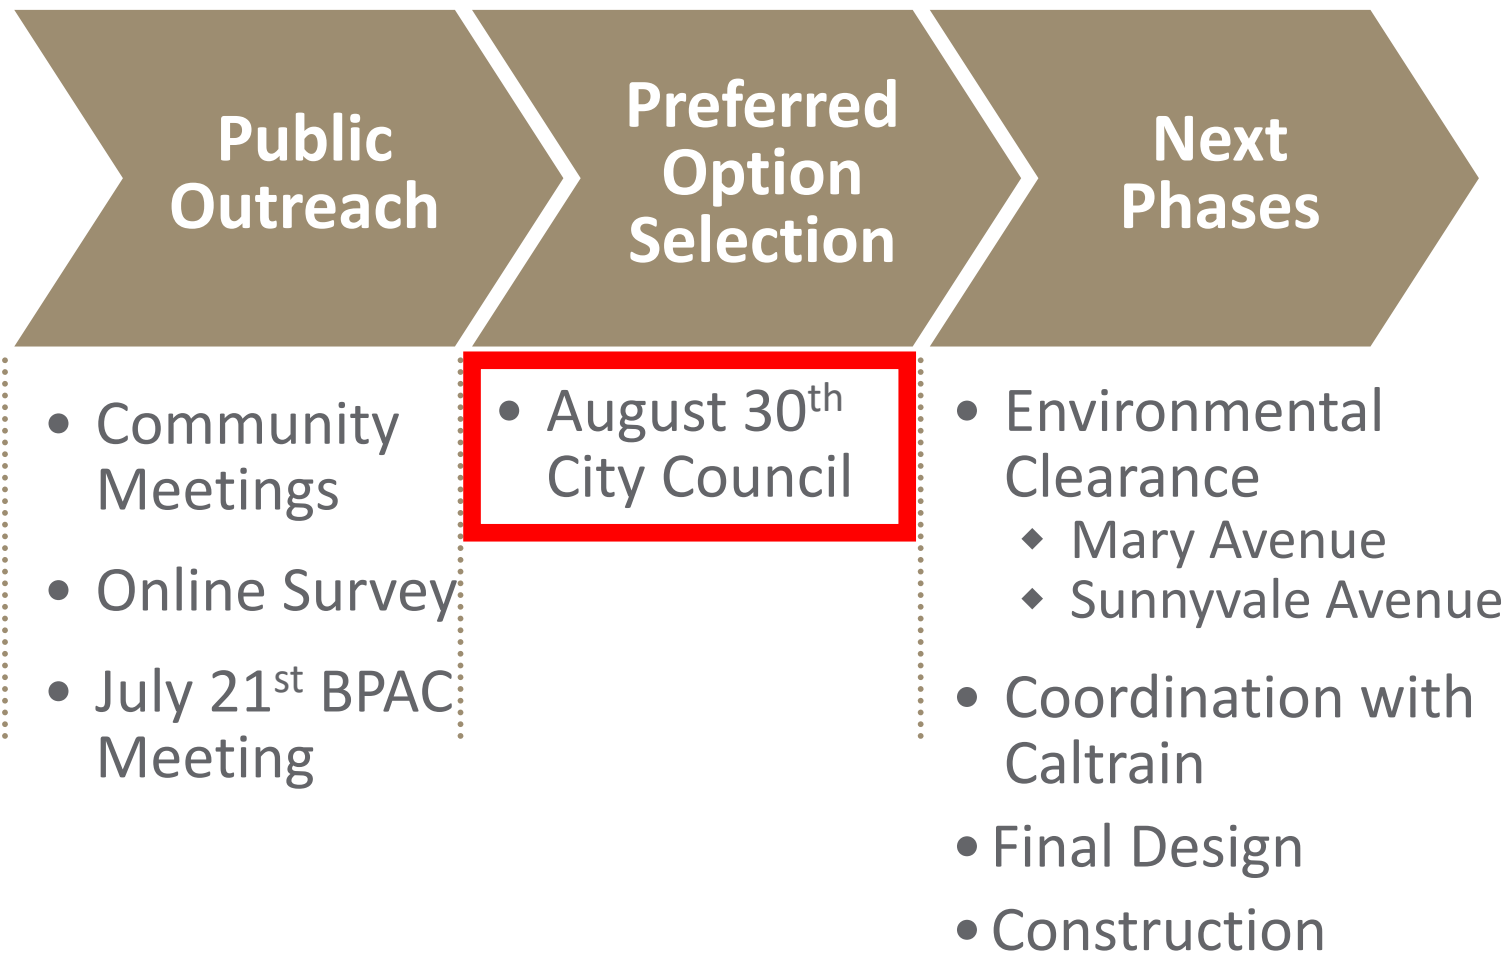 Public
Outreach
Preferred
Option
Selection
Next
Phases
• Community
Meetings
• Online Survey
• July 21st BPAC
Meeting
• August 30th
City Council
• Environmental
Clearance
◆ Mary Avenue
◆ Sunnyvale Avenue
• Coordination with
Caltrain
• Final Design
• Construction